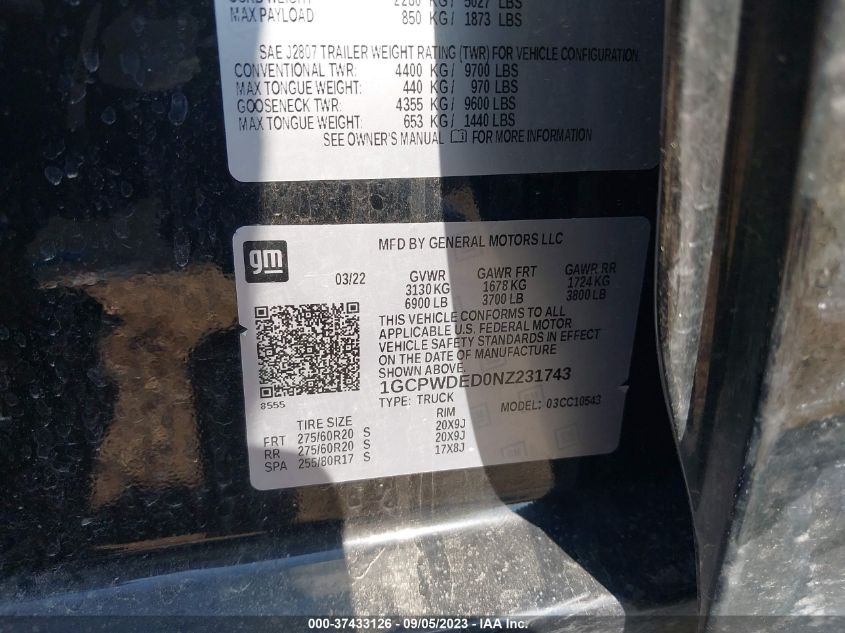 2280 KG/ 5027 LBS
MAX PAYLOAD 850 KG/ 1873 LBS
SAE J2807 TRAILER WEIGHT RATING (TWR) FOR VEHICLE CONFIGURATION.
CONVENTIONAL TWR: 4400 KG/ 9700 LBS
MAX TONGUE WEIGHT: 440 KG/ 970 LBS
GOOSENECK TWR: 4355 KG/ 9600 LBS
MAX TONGUE WEIGHT: 653 KG/ 1440 LBS
SEE OWNER'S MANUAL FOR MORE INFORMATION
gm
MFD BY GENERAL MOTORS LLC
03/22 GVWR GAWR FRT GAWR RR
3130 KG 1678 KG 1724 KG
6900 LB 3700 LB 3800 LB
THIS VEHICLE CONFORMS TO ALL
APPLICABLE U.S. FEDERAL MOTOR
VEHICLE SAFETY STANDARDS IN EFFECT
ON THE DATE OF MANUFACTURE
SHOWN ABOVE.
1GCPWDED0NZ231743
8555 TYPE: TRUCK MODEL: 03CC10543
TIRE SIZE RIM
FRT 275/60R20 S 20X9J
RR 275/60R20 S 20X9J
SPA 255/80R17 S 17X8J
000-37433126 - 09/05/2023 - IAAI.COM